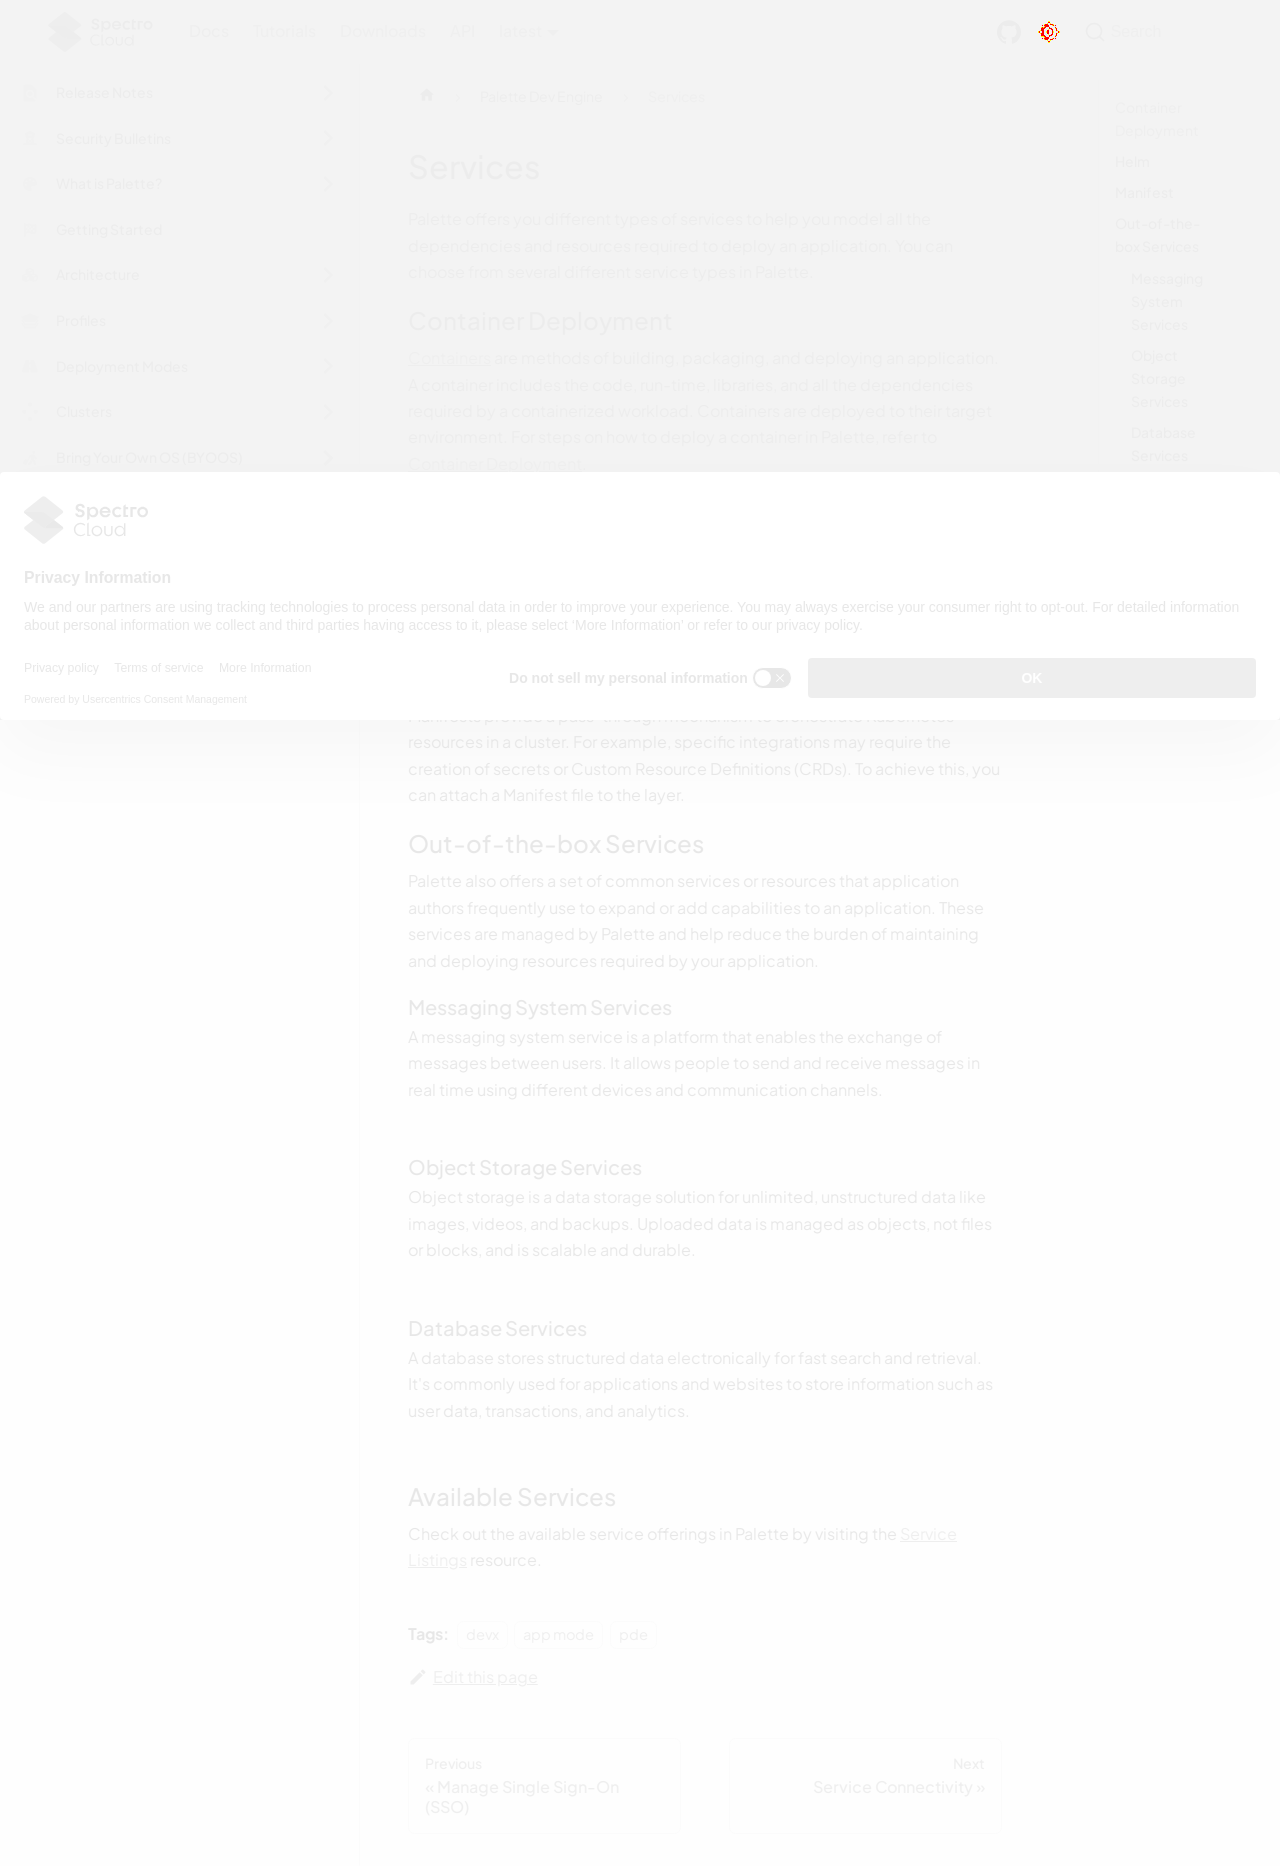 Spectro
Cloud
Docs
Tutorials
Downloads
API
latest
Search
Release Notes
Security Bulletins
What is Palette?
Getting Started
Architecture
Profiles
Deployment Modes
Clusters
Bring Your Own OS (BYOOS)
Palette Dev Engine
Services
Services
Palette offers you different types of services to help you model all the
dependencies and resources required to deploy an application. You can
choose from several different service types in Palette.
Container Deployment
Containers are methods of building, packaging, and deploying an application.
A container includes the code, run-time, libraries, and all the dependencies
required by a containerized workload. Containers are deployed to their target
environment. For steps on how to deploy a container in Palette, refer to
Container Deployment.
Container
Deployment
Helm
Manifest
Out-of-the-
box Services
Messaging
System
Services
Object
Storage
Services
Database
Services
Spectro
Cloud
Privacy Information
We and our partners are using tracking technologies to process personal data in order to improve your experience. You may always exercise your consumer right to opt-out. For detailed information
about personal information we collect and third parties having access to it, please select 'More Information' or refer to our privacy policy.
Privacy policy
Terms of service
More Information
Powered by Usercentrics Consent Management
Do not sell my personal information
OK
resources in a cluster. For example, specific integrations may require the
creation of secrets or Custom Resource Definitions (CRDs). To achieve this, you
can attach a Manifest file to the layer.
Out-of-the-box Services
Palette also offers a set of common services or resources that application
authors frequently use to expand or add capabilities to an application. These
services are managed by Palette and help reduce the burden of maintaining
and deploying resources required by your application.
Messaging System Services
A messaging system service is a platform that enables the exchange of
messages between users. It allows people to send and receive messages in
real time using different devices and communication channels.
Object Storage Services
Object storage is a data storage solution for unlimited, unstructured data like
images, videos, and backups. Uploaded data is managed as objects, not files
or blocks, and is scalable and durable.
Database Services
A database stores structured data electronically for fast search and retrieval.
It's commonly used for applications and websites to store information such as
user data, transactions, and analytics.
Available Services
Check out the available service offerings in Palette by visiting the Service
Listings resource.
Tags:
devx
app mode
pde
Edit this page
Previous
« Manage Single Sign-On
(SSO)
Next
Service Connectivity »